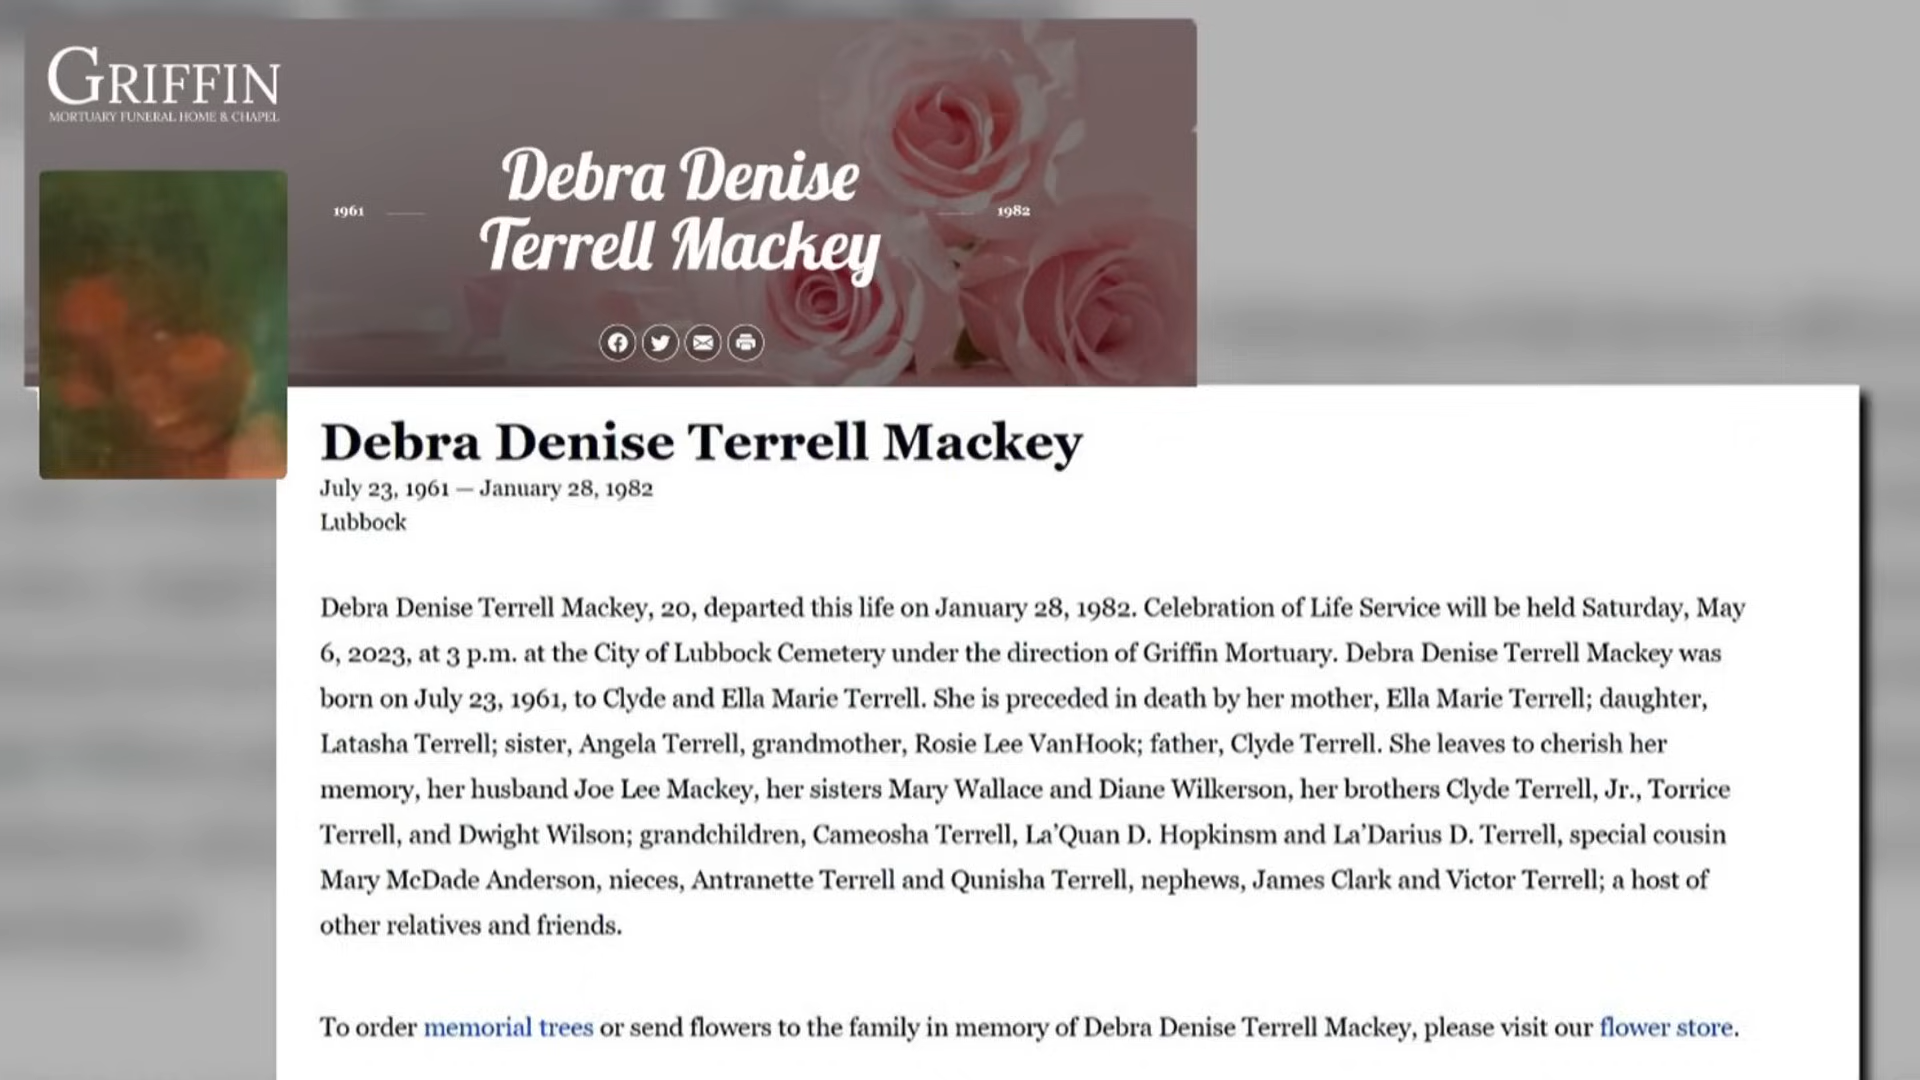 GRIFFIN
MORTUARY FUNERAL HOME & CHAPEL
1961
Debra Denise
Terrell Mackey
1982
Debra Denise Terrell Mackey
July 23, 1961 — January 28, 1982
Lubbock
Debra Denise Terrell Mackey, 20, departed this life on January 28, 1982. Celebration of Life Service will be held Saturday, May
6, 2023, at 3 p.m. at the City of Lubbock Cemetery under the direction of Griffin Mortuary. Debra Denise Terrell Mackey was
born on July 23, 1961, to Clyde and Ella Marie Terrell. She is preceded in death by her mother, Ella Marie Terrell; daughter,
Latasha Terrell; sister, Angela Terrell, grandmother, Rosie Lee VanHook; father, Clyde Terrell. She leaves to cherish her
memory, her husband Joe Lee Mackey, her sisters Mary Wallace and Diane Wilkerson, her brothers Clyde Terrell, Jr., Torrice
Terrell, and Dwight Wilson; grandchildren, Cameosha Terrell, La'Quan D. Hopkinsm and La'Darius D. Terrell, special cousin
Mary McDade Anderson, nieces, Antranette Terrell and Qunisha Terrell, nephews, James Clark and Victor Terrell; a host of
other relatives and friends.
To order memorial trees or send flowers to the family in memory of Debra Denise Terrell Mackey, please visit our flower store.